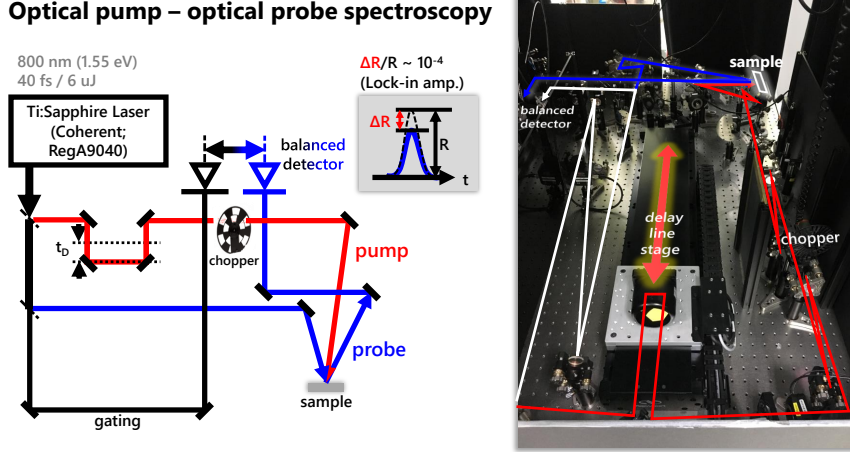 Optical pump – optical probe spectroscopy
800 nm (1.55 eV)
40 fs / 6 uJ
Ti:Sapphire Laser
(Coherent;
RegA9040)
balanced
detector
ΔR/R ~ 10⁻⁴
(Lock-in amp.)
ΔR
R
t
tD
chopper
pump
probe
sample
gating
sample
balanced
detector
delay
line
stage
chopper